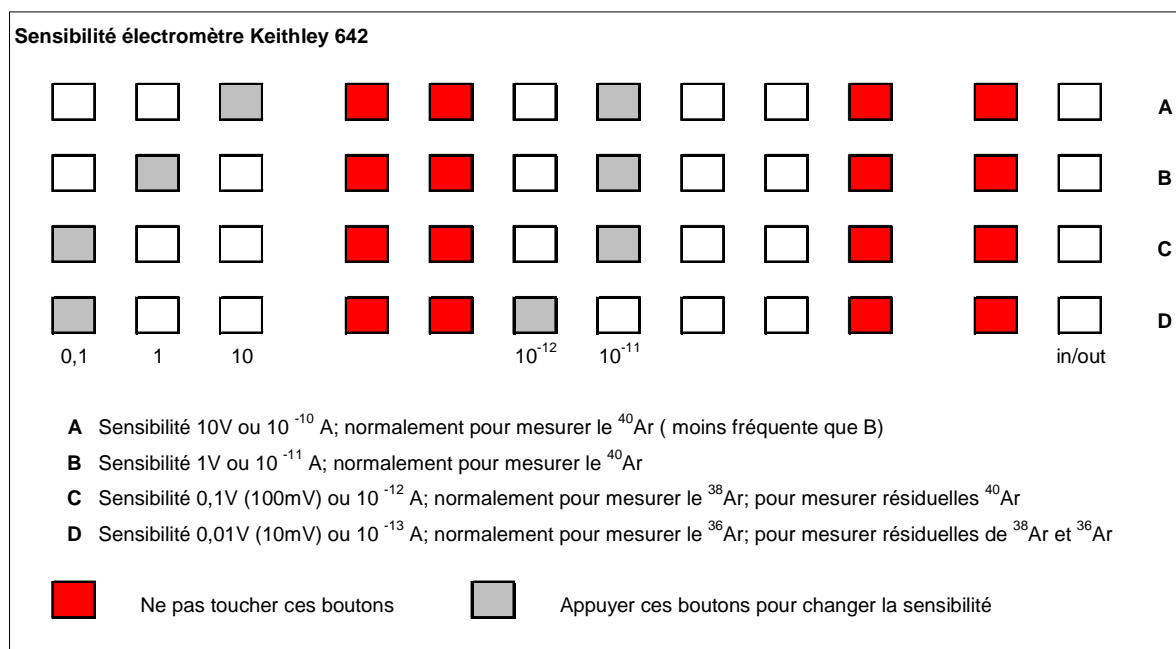 Sensibilité électromètre Keithley 642
A
B
C
D
0,1 1 10 10⁻¹² 10⁻¹¹ in/out
A Sensibilité 10V ou 10 ⁻¹⁰ A; normalement pour mesurer le ⁴⁰Ar ( moins fréquente que B)
B Sensibilité 1V ou 10 ⁻¹¹ A; normalement pour mesurer le ⁴⁰Ar
C Sensibilité 0,1V (100mV) ou 10 ⁻¹² A; normalement pour mesurer le ³⁸Ar; pour mesurer résiduelles ⁴⁰Ar
D Sensibilité 0,01V (10mV) ou 10 ⁻¹³ A; normalement pour mesurer le ³⁶Ar; pour mesurer résiduelles de ³⁸Ar et ³⁶Ar
Ne pas toucher ces boutons Appuyer ces boutons pour changer la sensibilité